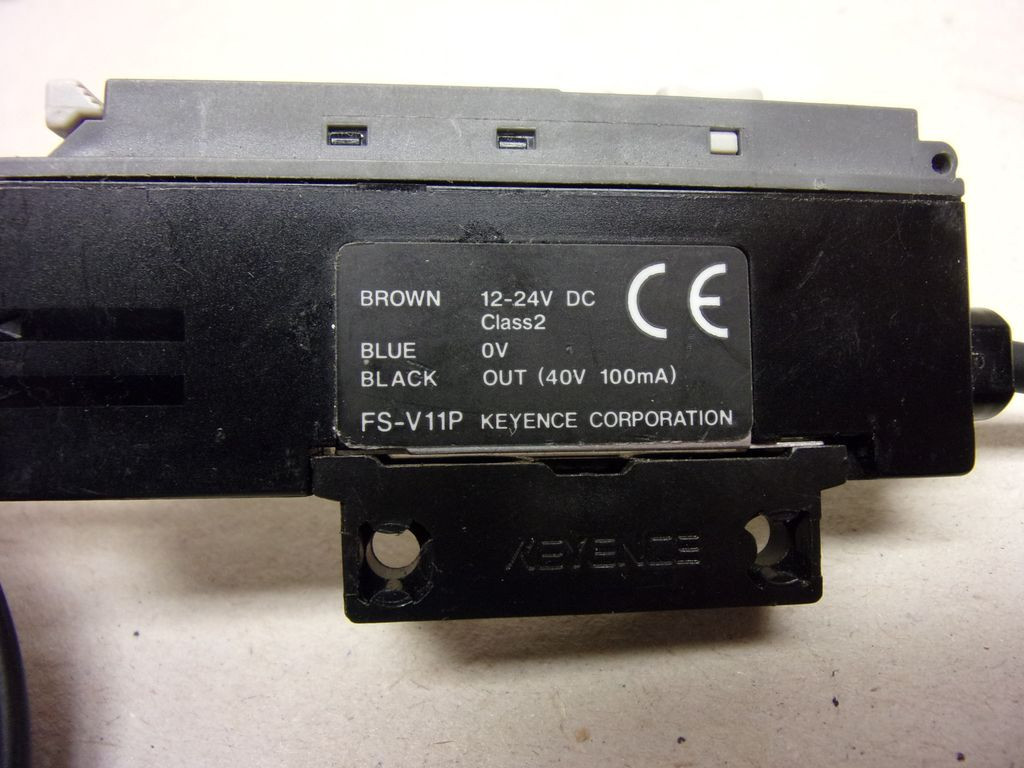 BROWN 12-24V DC
Class2
BLUE 0V
BLACK OUT (40V 100mA)
FS-V11P KEYENCE CORPORATION
CE
KEYENCE